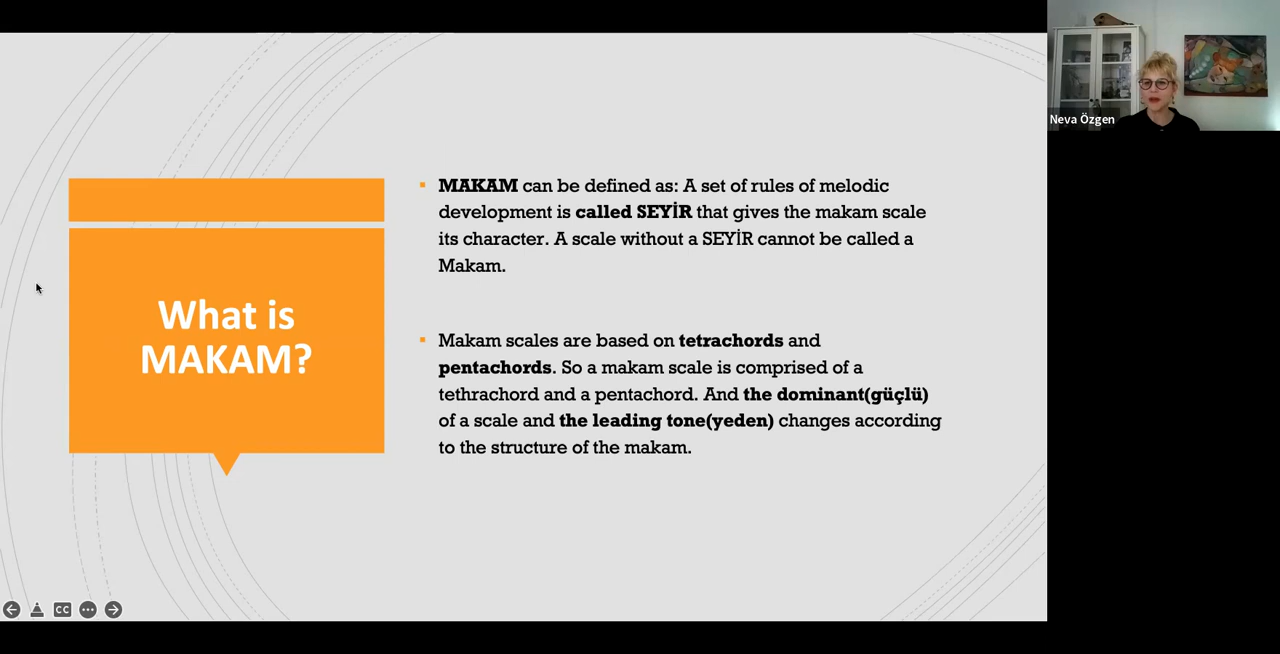 What is
MAKAM?
MAKAM can be defined as: A set of rules of melodic
development is called SEYİR that gives the makam scale
its character. A scale without a SEYİR cannot be called a
Makam.
Makam scales are based on tetrachords and
pentachords. So a makam scale is comprised of a
tethrachord and a pentachord. And the dominant(güçlü)
of a scale and the leading tone(yeden) changes according
to the structure of the makam.
Neva Özgen
CC